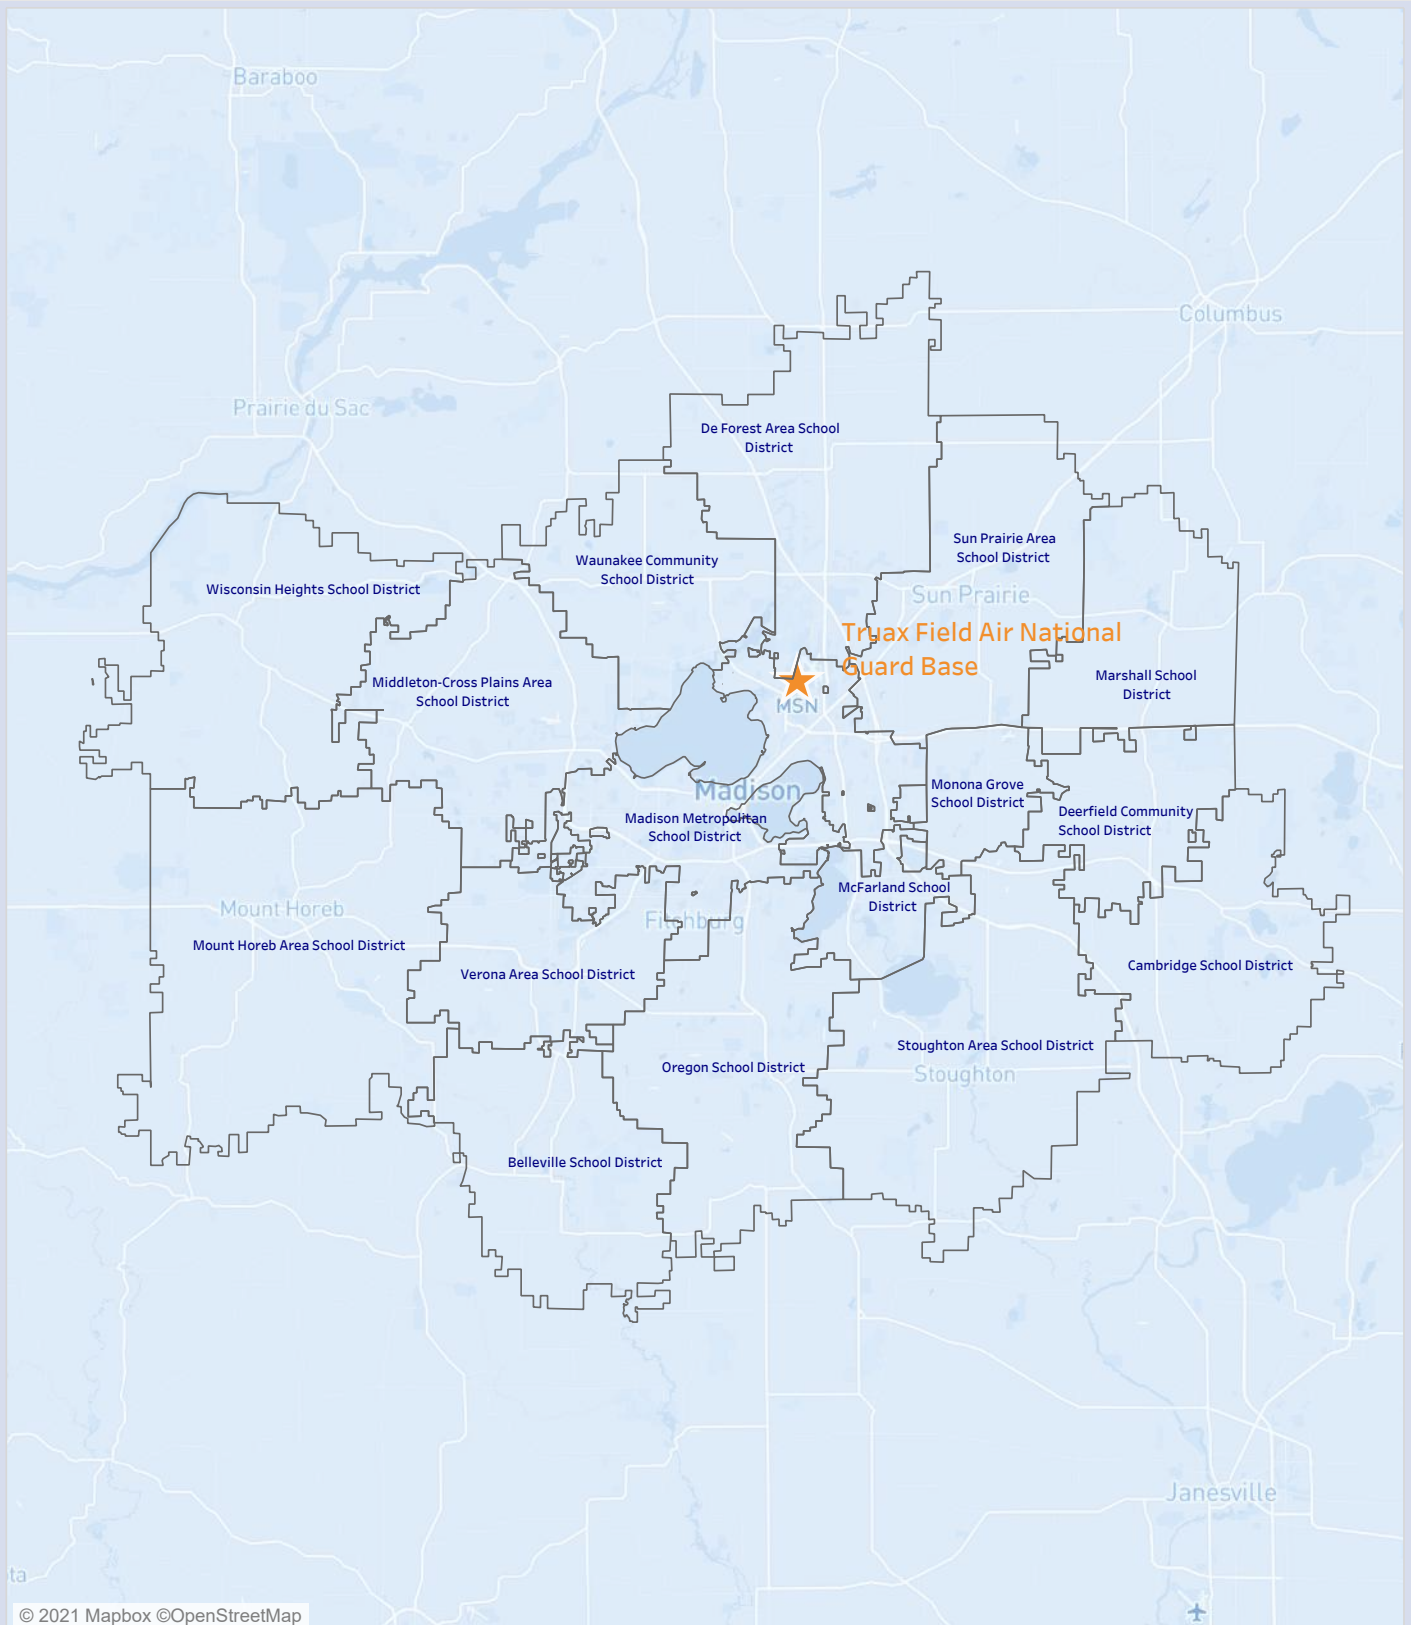 Baraboo
Columbus
Prairie du Sac
De Forest Area School
District
Sun Prairie Area
School District
Waunakee Community
School District
Wisconsin Heights School District
Sun Prairie
Truax Field Air National
Guard Base
Marshall School
District
Middleton-Cross Plains Area
School District
MSN
Madison
Monona Grove
School District
Deerfield Community
School District
Madison Metropolitan
School District
McFarland School
District
Mount Horeb
Fitchburg
Mount Horeb Area School District
Cambridge School District
Verona Area School District
Stoughton Area School District
Oregon School District
Stoughton
Belleville School District
Janesville
ta
© 2021 Mapbox ©OpenStreetMap